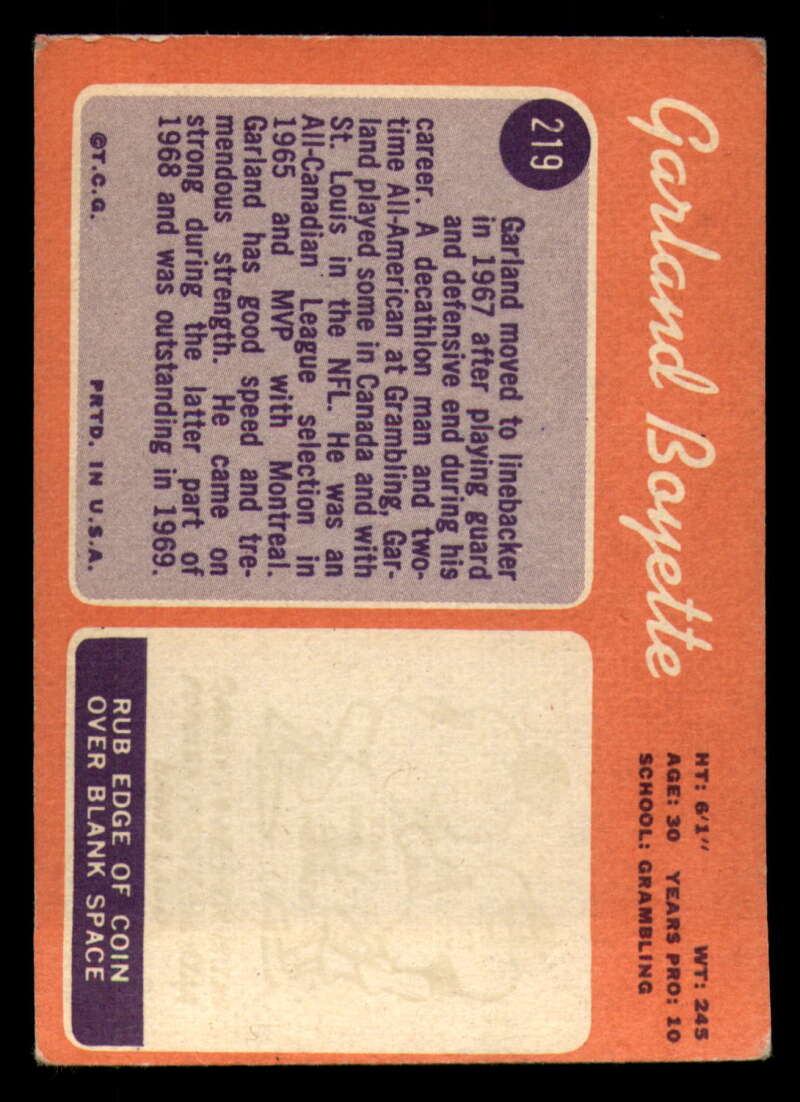 Garland Boyette
HT: 6'1" WT: 245
AGE: 30 YEARS PRO: 10
SCHOOL: GRAMBLING
219
Garland moved to linebacker
in 1967 after playing guard
and defensive end during his
career. A decathlon man and two-
time All-American at Grambling, Gar-
land played some in Canada and with
St. Louis in the NFL. He was an
All-Canadian League selection in
1965 and MVP with Montreal.
Garland has good speed and tre-
mendous strength. He came on
strong during the latter part of
1968 and was outstanding in 1969.
©T.C.G. PRTD. IN U.S.A.
RUB EDGE OF COIN
OVER BLANK SPACE